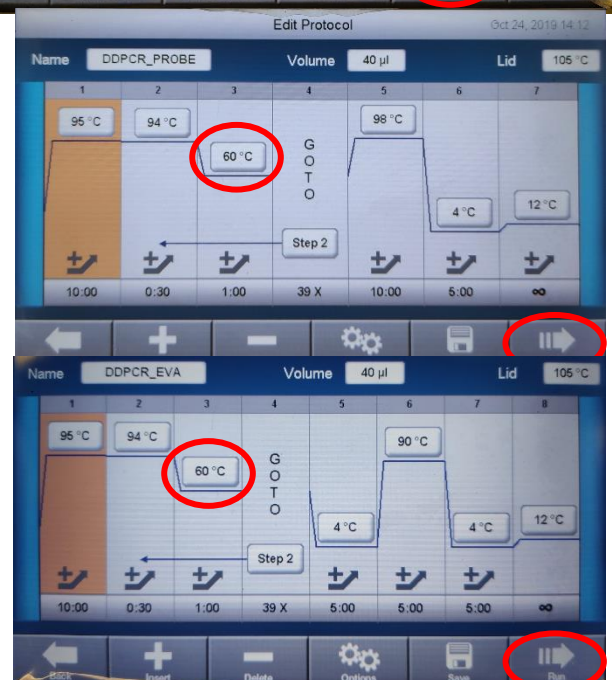 Edit Protocol Oct 24, 2019 14:12
Name DDPCR_PROBE Volume 40 µl Lid 105 °C
1 2 3 4 5 6 7
95 °C 94 °C 60 °C GOTO 98 °C 4 °C 12 °C
Step 2
10:00 0:30 1:00 39 X 10:00 5:00 ∞
Name DDPCR_EVA Volume 40 µl Lid 105 °C
1 2 3 4 5 6 7 8
95 °C 94 °C 60 °C GOTO 4 °C 90 °C 4 °C 12 °C
Step 2
10:00 0:30 1:00 39 X 5:00 5:00 5:00 ∞
Back Insert Delete Options Save Run